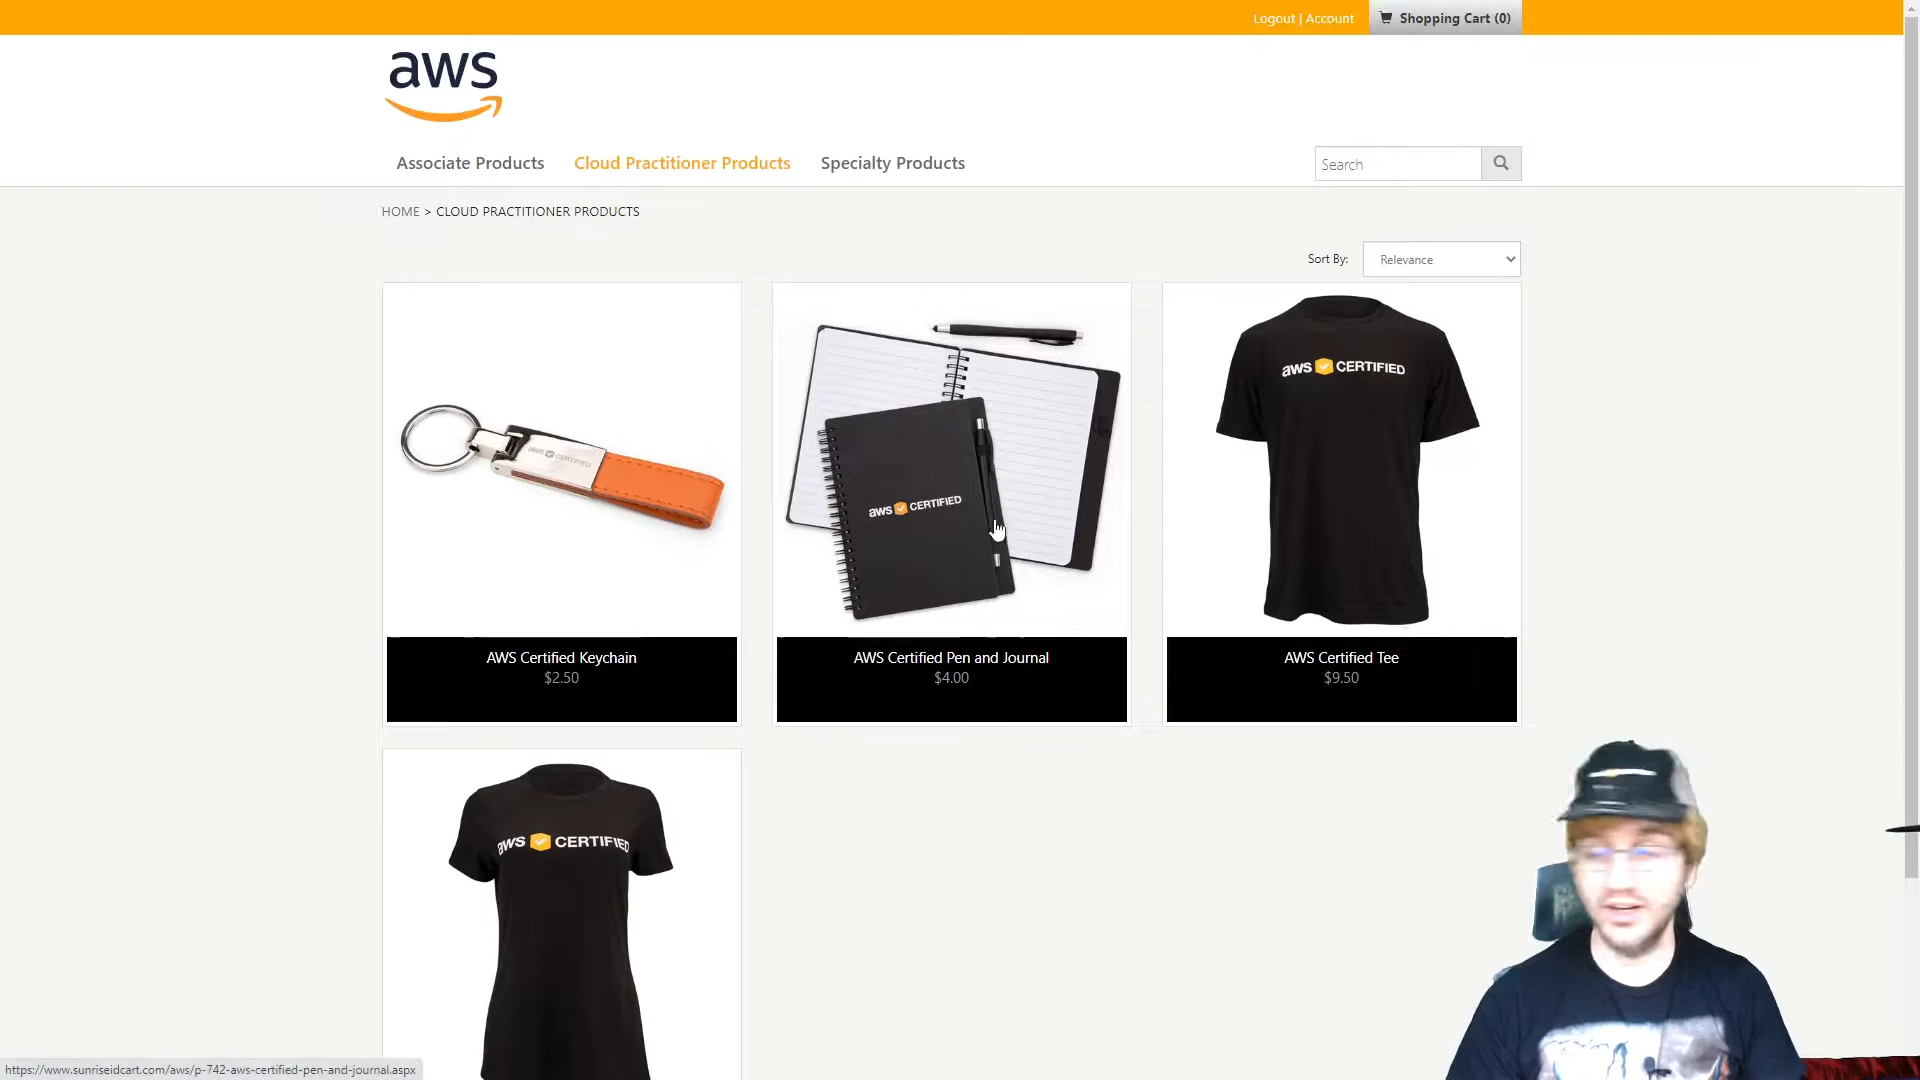 Logout | Account
Shopping Cart (0)
aws
Associate Products
Cloud Practitioner Products
Specialty Products
Search
HOME > CLOUD PRACTITIONER PRODUCTS
Sort By:
Relevance
aws CERTIFIED
aws CERTIFIED
aws CERTIFIED
AWS Certified Keychain
$2.50
AWS Certified Pen and Journal
$4.00
AWS Certified Tee
$9.50
aws CERTIFIED
https://www.sunriseidcart.com/aws/p-742-aws-certified-pen-and-journal.aspx